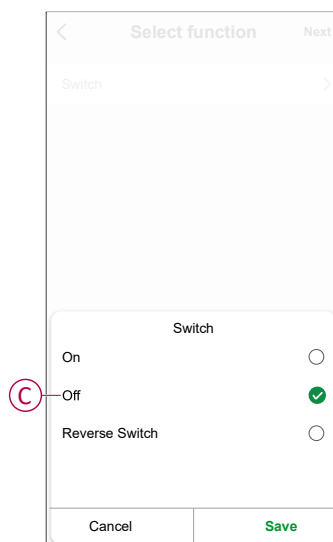 Select function Next
Switch
Switch
On
C Off
Reverse Switch
Cancel Save